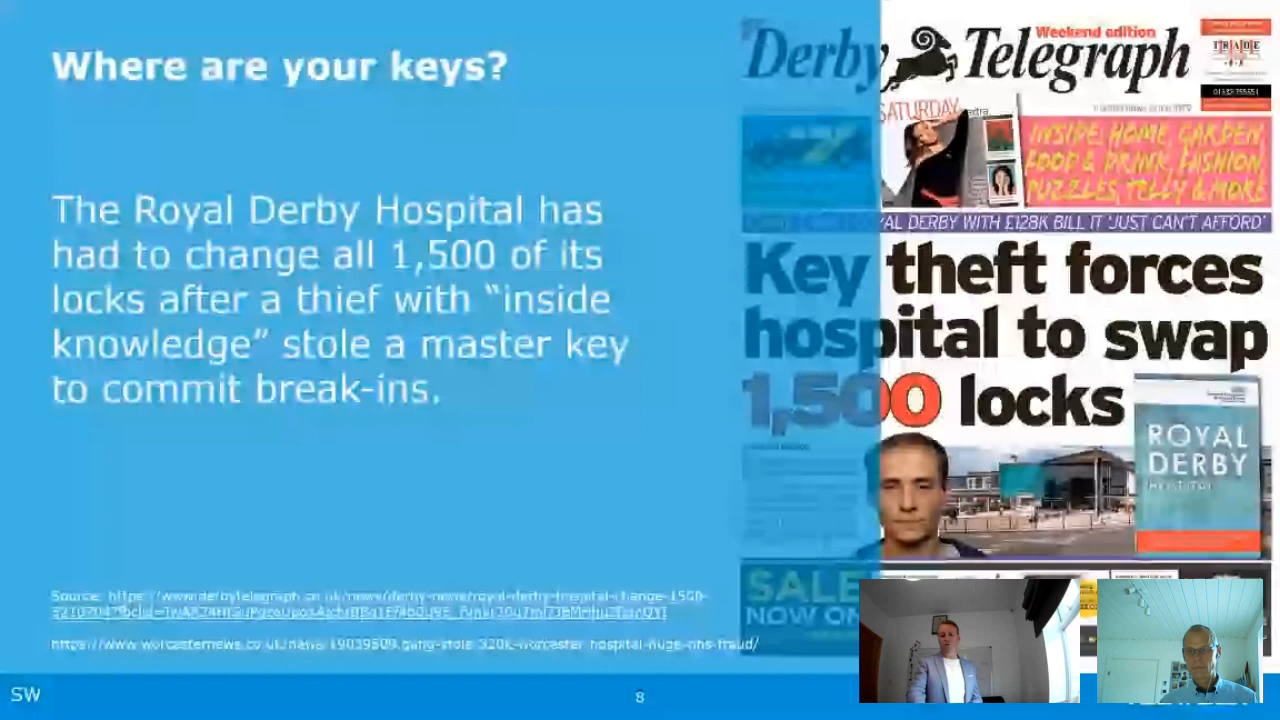 Where are your keys?
The Royal Derby Hospital has
had to change all 1,500 of its
locks after a thief with “inside
knowledge” stole a master key
to commit break-ins.
Source:
Derby Telegraph
Weekend edition
TRADE
SATURDAY
INSIDE, HOME, GARDEN,
FOOD & DRINK, FASHION,
PUZZLES, TELLY & MORE
AL DERBY WITH £128K BILL IT 'JUST CAN'T AFFORD'
Key theft forces
hospital to swap
1,500 locks
ROYAL
DERBY
HOSPITAL
SALE
NOW ON
SW
8